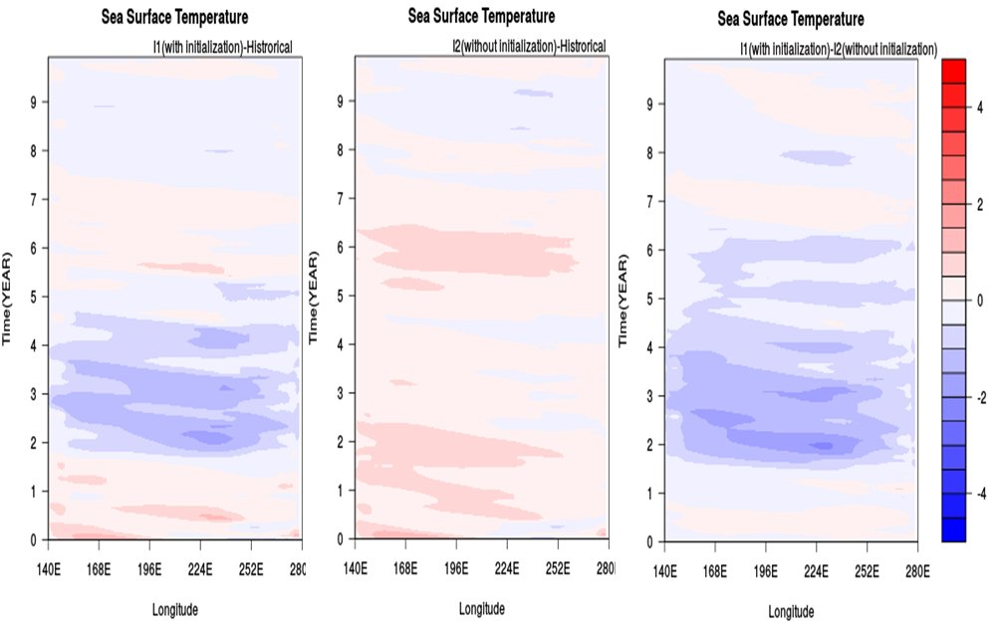 Sea Surface Temperature
I1(with initialization)-Histrorical
Time(YEAR)
9
8
7
6
5
4
3
2
1
0
140E 168E 196E 224E 252E 280
Longitude
Sea Surface Temperature
I2(without initialization)-Historical
Time(YEAR)
9
8
7
6
5
4
3
2
1
0
140E 168E 196E 224E 252E 280
Longitude
Sea Surface Temperature
I1(with initialization)-I2(without initialization)
Time(YEAR)
9
8
7
6
5
4
3
2
1
0
140E 168E 196E 224E 252E 280E
Longitude
4
2
0
-2
-4